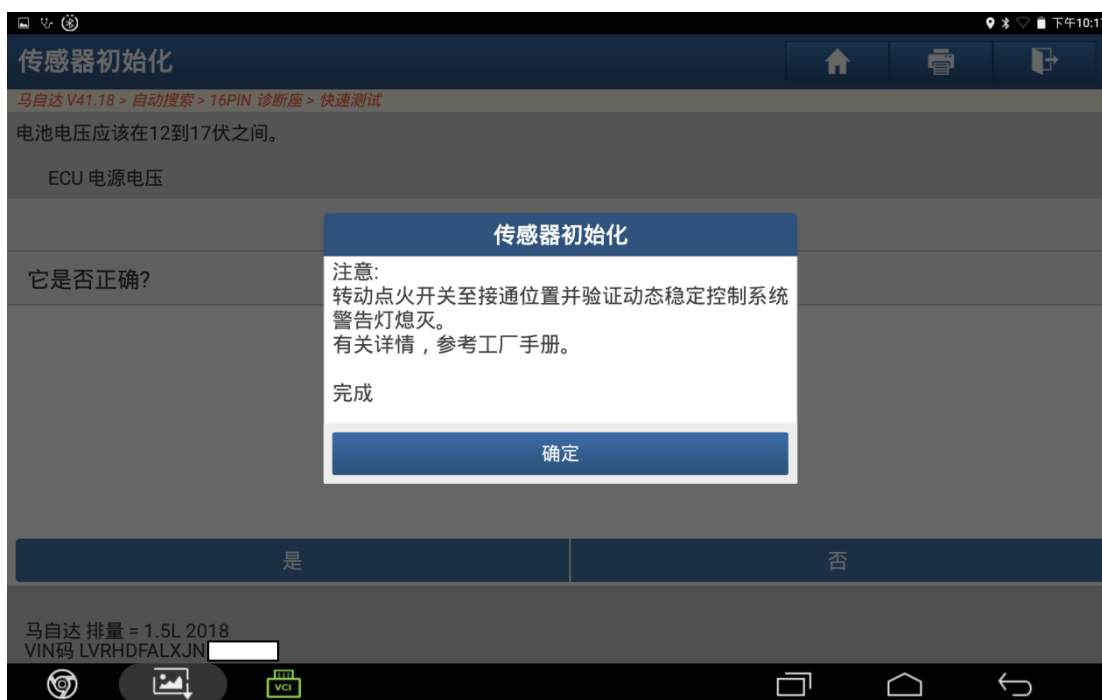 下午10:17
传感器初始化
马自达 V41.18 > 自动搜索 > 16PIN 诊断座 > 快速测试
电池电压应该在12到17伏之间。
ECU 电源电压
它是否正确?
传感器初始化
注意:
转动点火开关至接通位置并验证动态稳定控制系统
警告灯熄灭。
有关详情，参考工厂手册。
完成
确定
是
否
马自达 排量 = 1.5L 2018
VIN码 LVRHDFALXJN
VCI